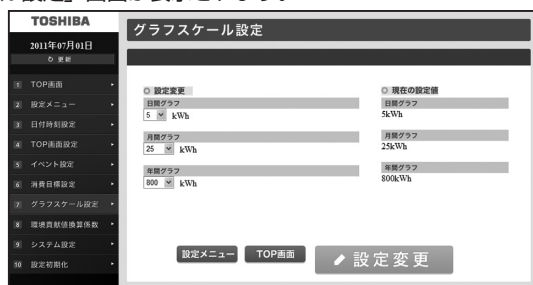 TOSHIBA
2011年07月01日
更新
1 TOP画面
2 設定メニュー
3 日付時刻設定
4 TOP画面設定
5 イベント設定
6 消費目標設定
7 グラフスケール設定
8 環境貢献値換算係数
9 システム設定
10 設定初期化
グラフスケール設定
設定変更
日間グラフ
5 kWh
月間グラフ
25 kWh
年間グラフ
800 kWh
現在の設定値
日間グラフ
5kWh
月間グラフ
25kWh
年間グラフ
800kWh
設定メニュー TOP画面 設定変更